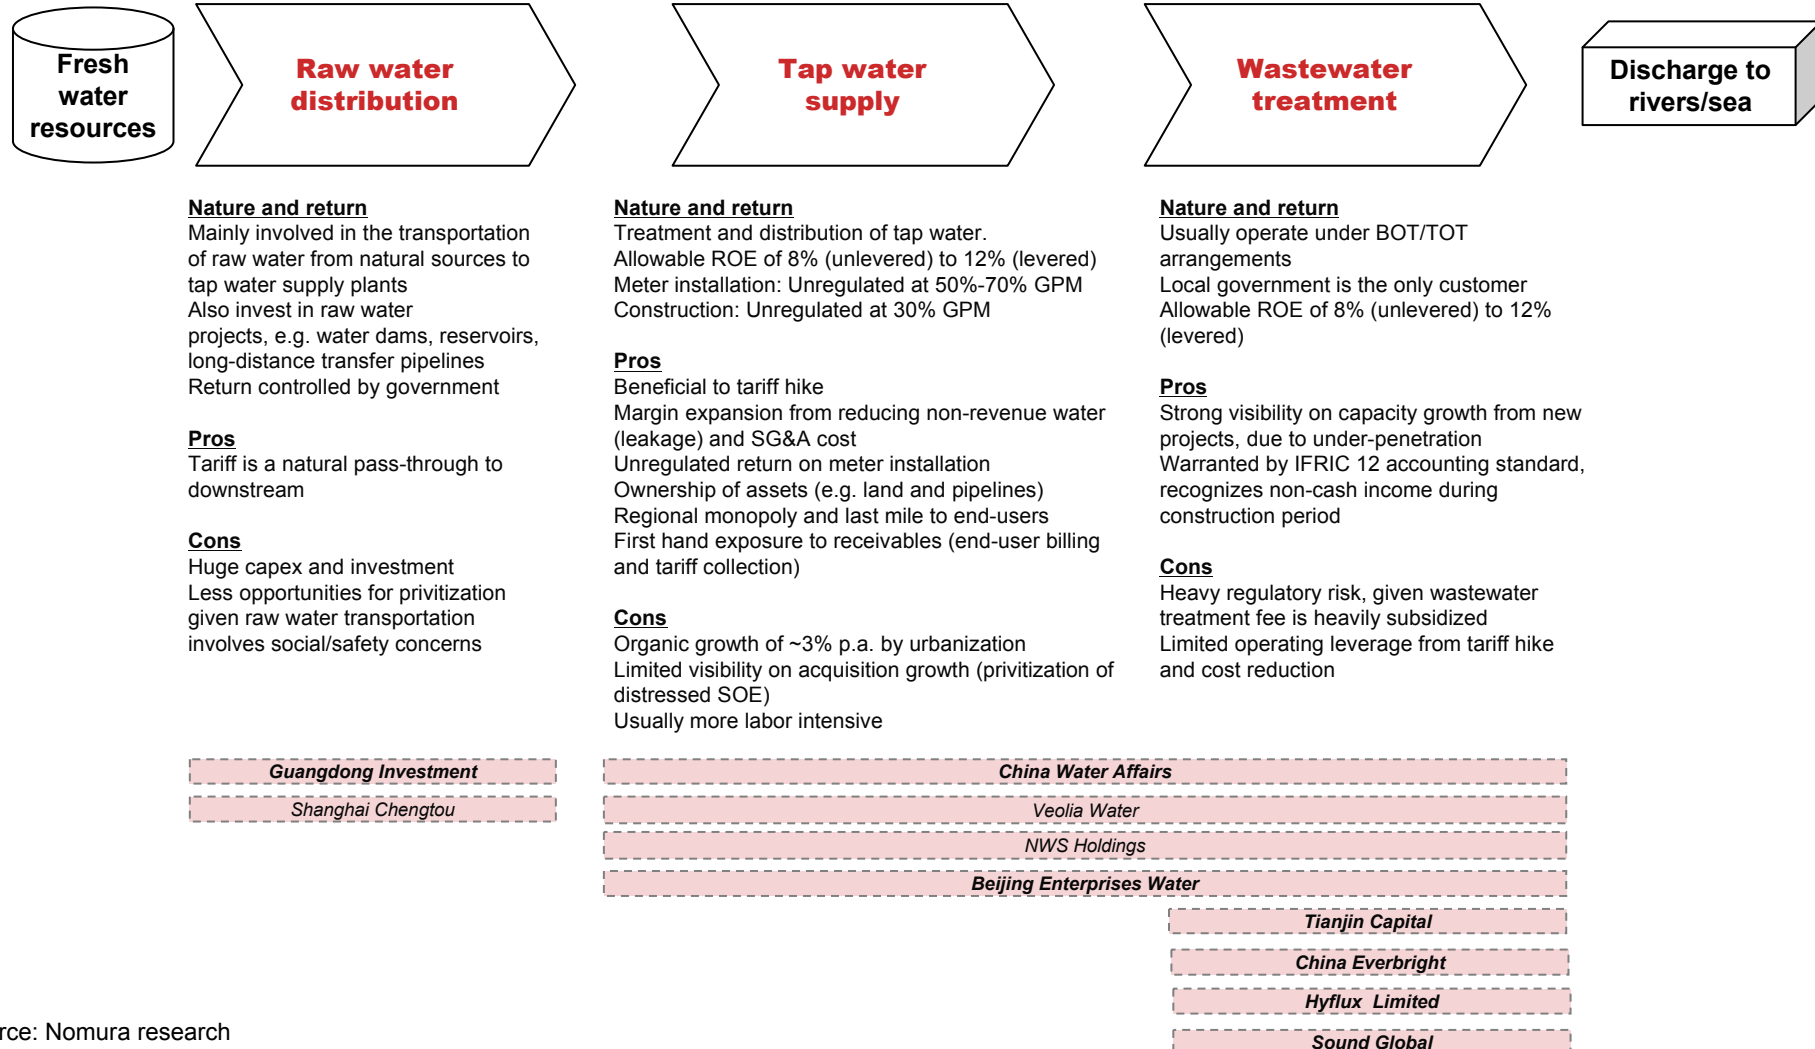 Fresh
water
resources
Raw water
distribution
Tap water
supply
Wastewater
treatment
Discharge to
rivers/sea
Nature and return
Mainly involved in the transportation
of raw water from natural sources to
tap water supply plants
Also invest in raw water
projects, e.g. water dams, reservoirs,
long-distance transfer pipelines
Return controlled by government
Pros
Tariff is a natural pass-through to
downstream
Cons
Huge capex and investment
Less opportunities for privitization
given raw water transportation
involves social/safety concerns
Nature and return
Treatment and distribution of tap water.
Allowable ROE of 8% (unlevered) to 12% (levered)
Meter installation: Unregulated at 50%-70% GPM
Construction: Unregulated at 30% GPM
Pros
Beneficial to tariff hike
Margin expansion from reducing non-revenue water
(leakage) and SG&A cost
Unregulated return on meter installation
Ownership of assets (e.g. land and pipelines)
Regional monopoly and last mile to end-users
First hand exposure to receivables (end-user billing
and tariff collection)
Cons
Organic growth of ~3% p.a. by urbanization
Limited visibility on acquisition growth (privitization of
distressed SOE)
Usually more labor intensive
Nature and return
Usually operate under BOT/TOT
arrangements
Local government is the only customer
Allowable ROE of 8% (unlevered) to 12%
(levered)
Pros
Strong visibility on capacity growth from new
projects, due to under-penetration
Warranted by IFRIC 12 accounting standard,
recognizes non-cash income during
construction period
Cons
Heavy regulatory risk, given wastewater
treatment fee is heavily subsidized
Limited operating leverage from tariff hike
and cost reduction
Guangdong Investment
Shanghai Chengtou
China Water Affairs
Veolia Water
NWS Holdings
Beijing Enterprises Water
Tianjin Capital
China Everbright
Hyflux Limited
Sound Global
rce: Nomura research